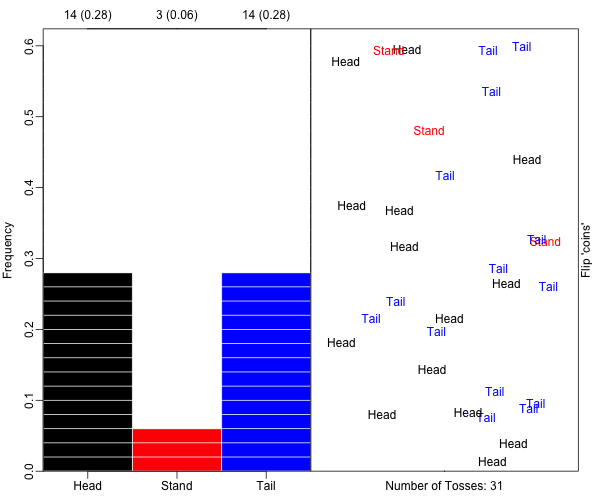 14 (0.28) 3 (0.06) 14 (0.28)
Frequency
0.6
0.5
0.4
0.3
0.2
0.1
0.0
Head Stand Tail
Stand Head Tail Tail
Head
Tail
Stand
Head
Tail
Head Head
Head Tail Stand
Tail
Head Tail
Tail
Tail Head
Tail
Head
Head
Tail
Tail
Head Head Tail Tail
Head
Head
Number of Tosses: 31
Flip 'coins'